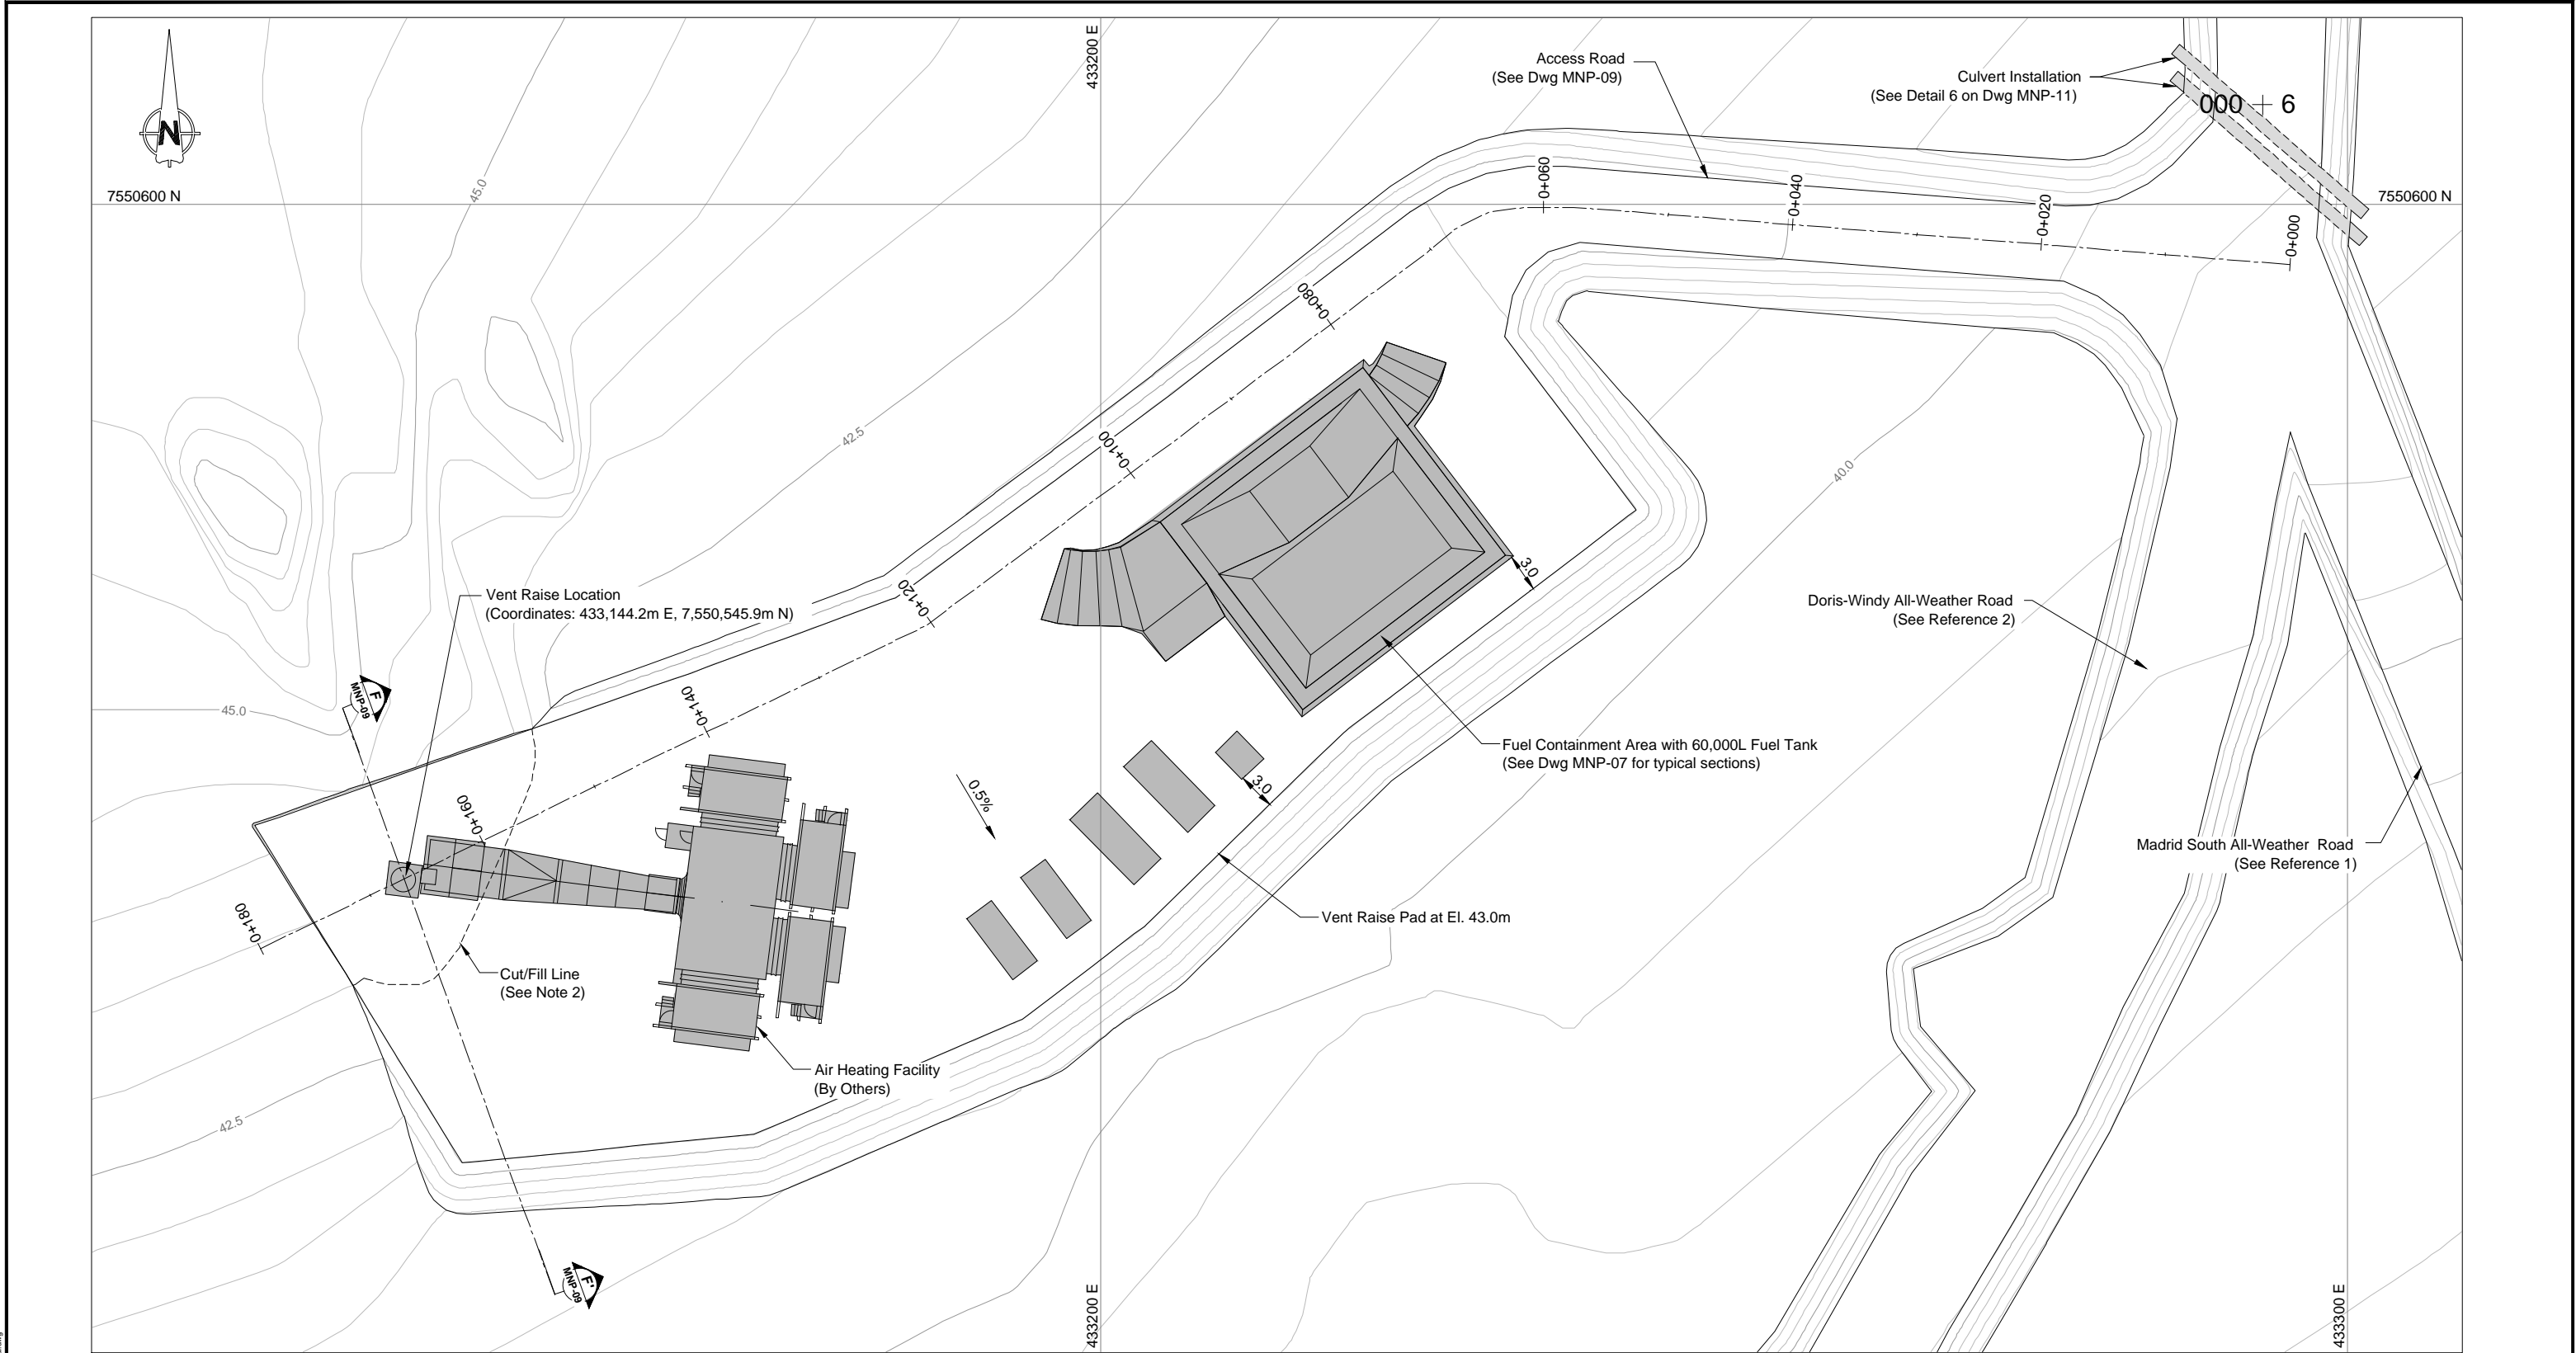 433200 E
Access Road
(See Dwg MNP-09)
Culvert Installation
(See Detail 6 on Dwg MNP-11)
000 + 6
N
7550600 N
7550600 N
45.0
0+060
0+040
0+020
0+000
0+080
42.5
0+100
40.0
3.0
0+120
Vent Raise Location
(Coordinates: 433,144.2m E, 7,550,545.9m N)
Doris-Windy All-Weather Road
(See Reference 2)
F
MNP-09
45.0
0+140
Fuel Containment Area with 60,000L Fuel Tank
(See Dwg MNP-07 for typical sections)
0.5%
3.0
0+160
Madrid South All-Weather Road
(See Reference 1)
0+180
Vent Raise Pad at El. 43.0m
Cut/Fill Line
(See Note 2)
Air Heating Facility
(By Others)
42.5
F'
MNP-09
433200 E
433300 E